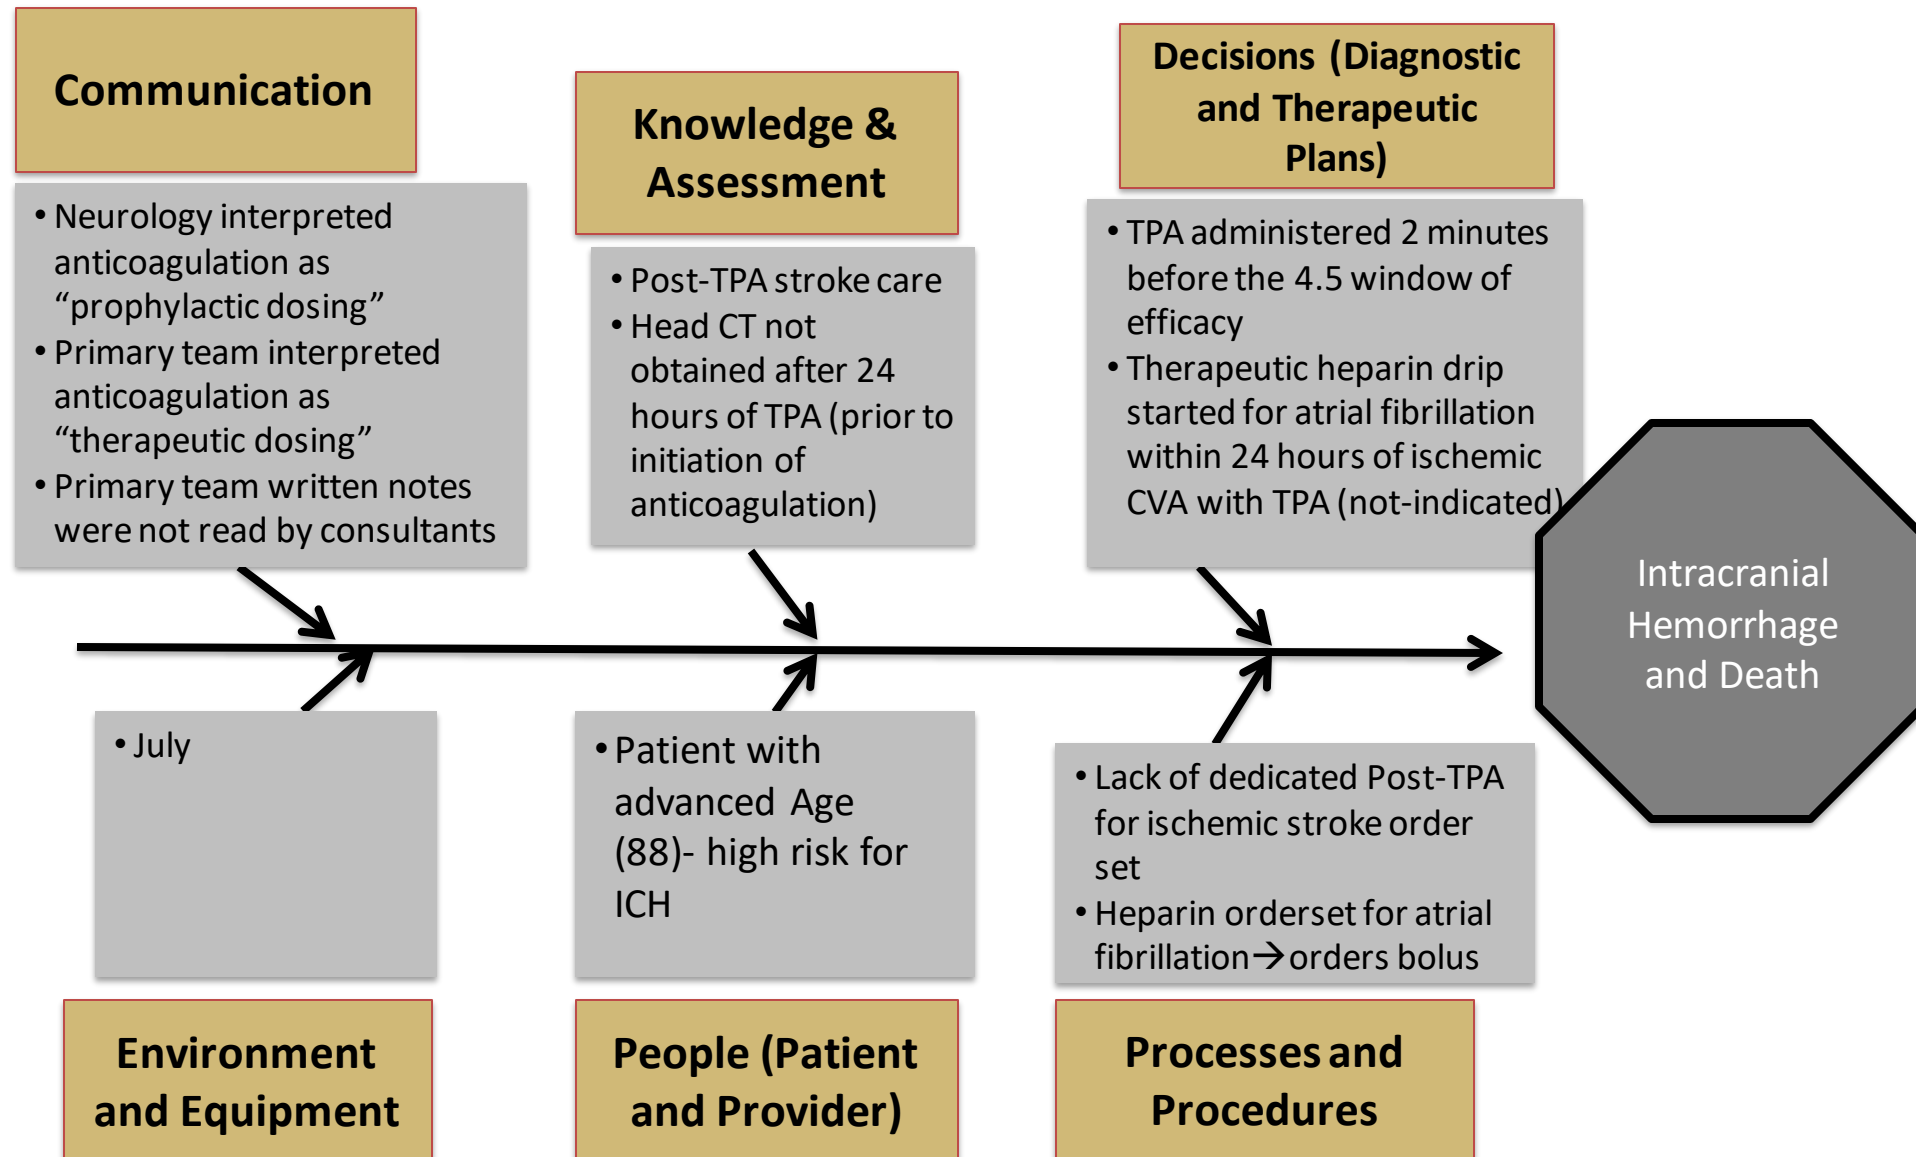 Communication
• Neurology interpreted
anticoagulation as
“prophylactic dosing”
• Primary team interpreted
anticoagulation as
“therapeutic dosing”
• Primary team written notes
were not read by consultants
Knowledge &
Assessment
• Post-TPA stroke care
• Head CT not
obtained after 24
hours of TPA (prior to
initiation of
anticoagulation)
Decisions (Diagnostic
and Therapeutic
Plans)
• TPA administered 2 minutes
before the 4.5 window of
efficacy
• Therapeutic heparin drip
started for atrial fibrillation
within 24 hours of ischemic
CVA with TPA (not-indicated)
Intracranial
Hemorrhage
and Death
• July
Environment
and Equipment
• Patient with
advanced Age
(88)- high risk for
ICH
People (Patient
and Provider)
• Lack of dedicated Post-TPA
for ischemic stroke order
set
• Heparin orderset for atrial
fibrillation→orders bolus
Processes and
Procedures